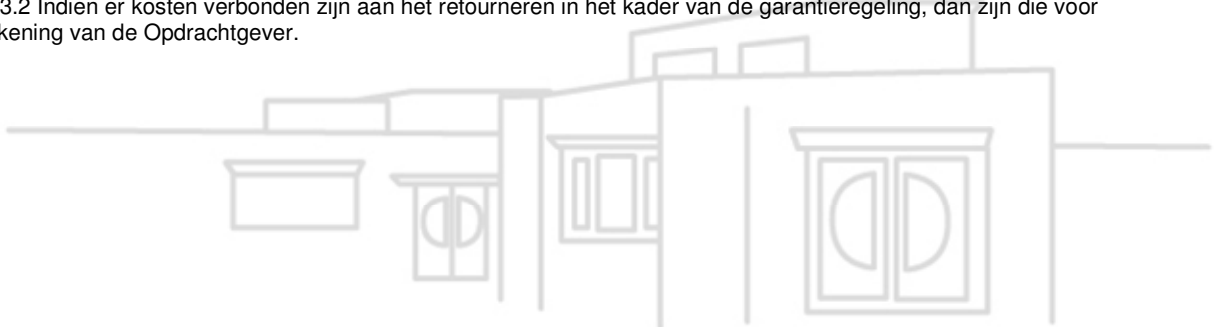 3.2 Indien er kosten verbonden zijn aan het retourneren in het kader van de garantieregeling, dan zijn die voor
kening van de Opdrachtgever.